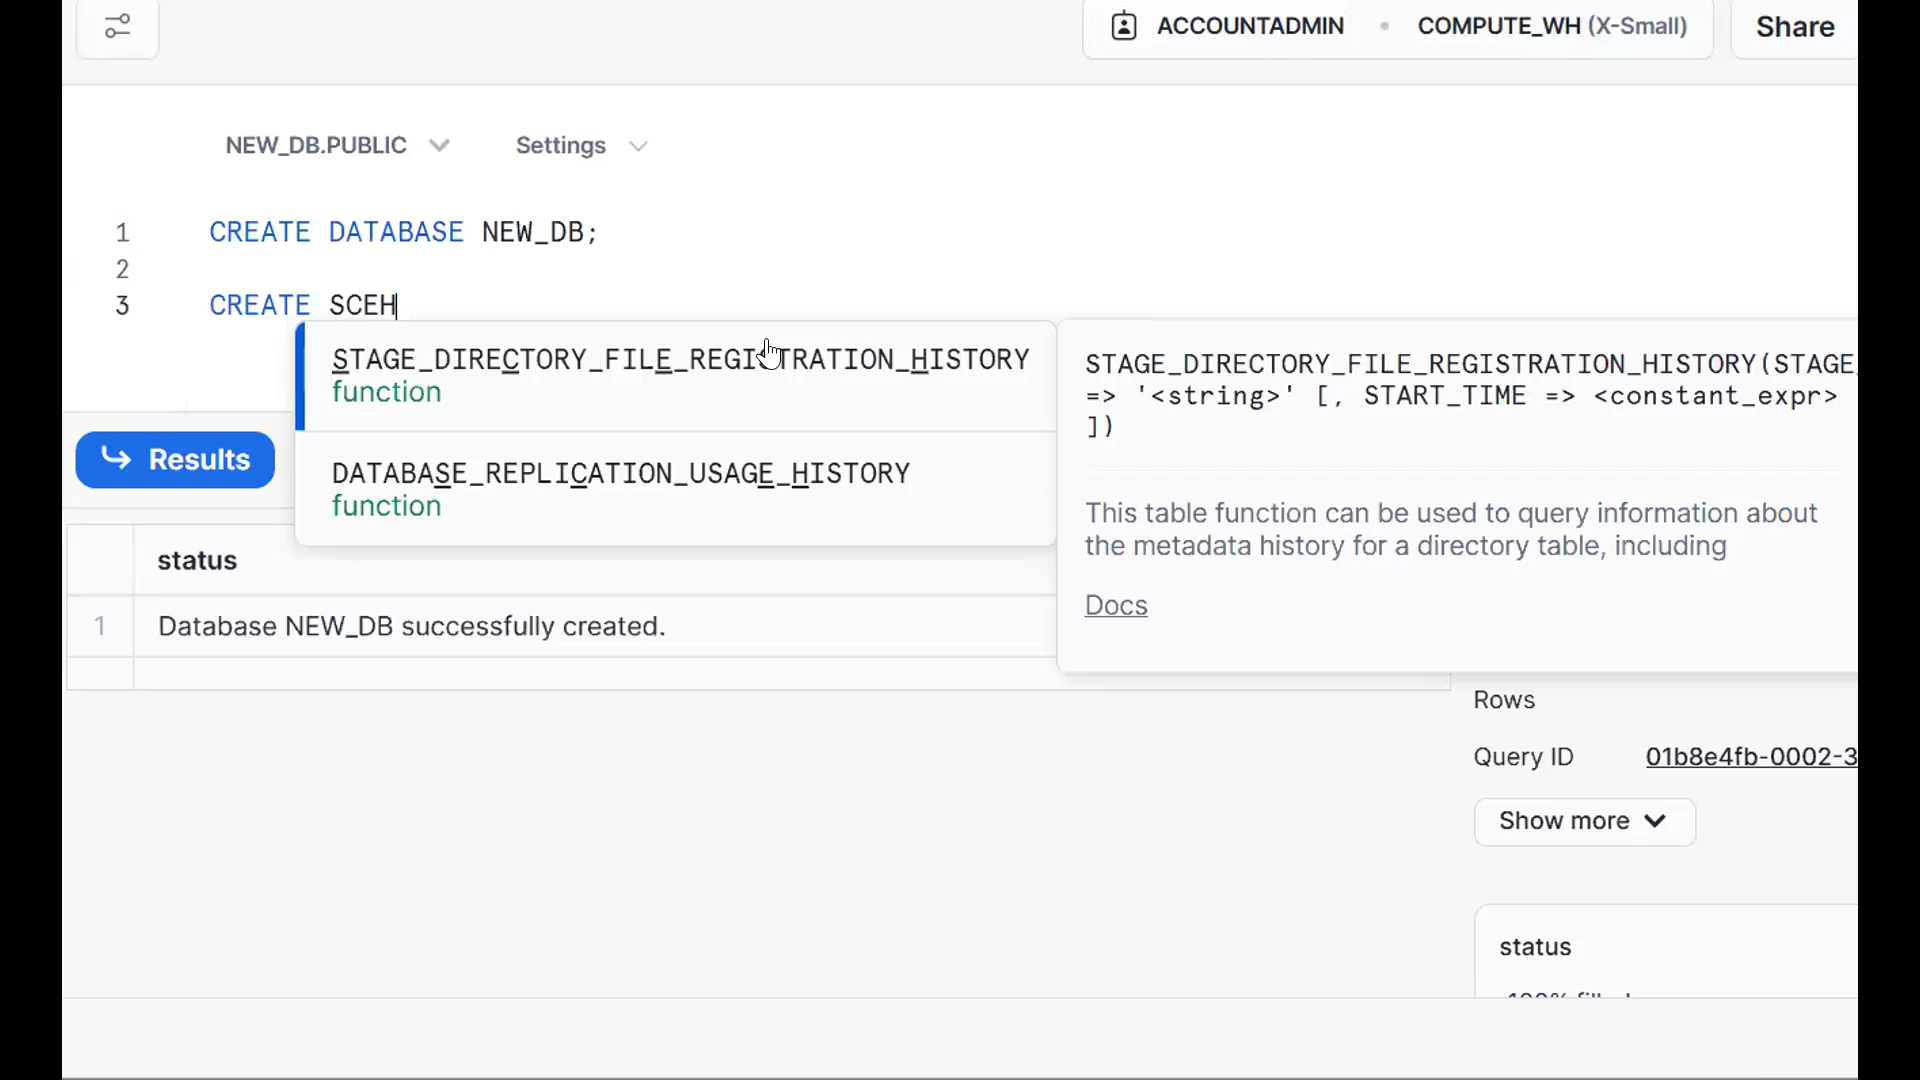 ACCOUNTADMIN • COMPUTE_WH (X-Small) Share
NEW_DB.PUBLIC Settings
1 CREATE DATABASE NEW_DB;
2
3 CREATE SCEH
STAGE_DIRECTORY_FILE_REGISTRATION_HISTORY
function
DATABASE_REPLICATION_USAGE_HISTORY
function
STAGE_DIRECTORY_FILE_REGISTRATION_HISTORY(STAGE_
=> '<string>' [, START_TIME => <constant_expr>
])
This table function can be used to query information about
the metadata history for a directory table, including
Docs
Results
status
1 Database NEW_DB successfully created.
Rows
Query ID 01b8e4fb-0002-3
Show more
status